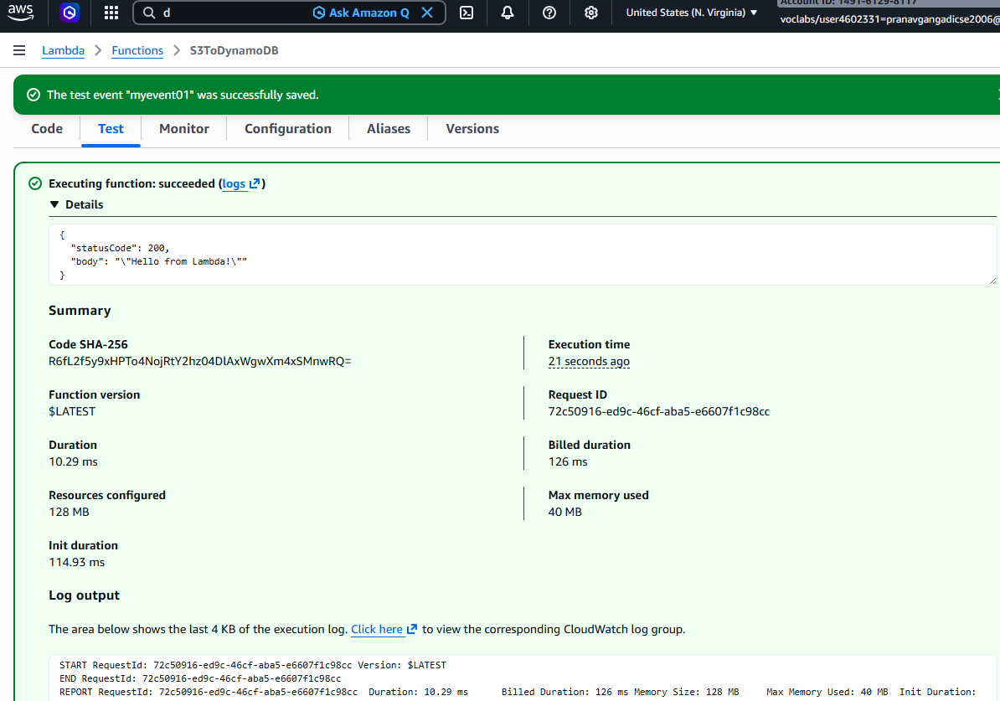 aws
d
Ask Amazon Q
United States (N. Virginia)
Account ID: 1491-6129-8117
voclabs/user4602331=pranavgangadicse2006@
Lambda
Functions
S3ToDynamoDB
The test event "myevent01" was successfully saved.
Code
Test
Monitor
Configuration
Aliases
Versions
Executing function: succeeded (logs)
Details
{
"statusCode": 200,
"body": "\"Hello from Lambda!\""
}
Summary
Code SHA-256
R6fL2f5y9xHPTo4NojRtY2hz04DlAxWgwXm4xSMnwRQ=
Execution time
21 seconds ago
Function version
$LATEST
Request ID
72c50916-ed9c-46cf-aba5-e6607f1c98cc
Duration
10.29 ms
Billed duration
126 ms
Resources configured
128 MB
Max memory used
40 MB
Init duration
114.93 ms
Log output
The area below shows the last 4 KB of the execution log. Click here to view the corresponding CloudWatch log group.
START RequestId: 72c50916-ed9c-46cf-aba5-e6607f1c98cc Version: $LATEST
END RequestId: 72c50916-ed9c-46cf-aba5-e6607f1c98cc
REPORT RequestId: 72c50916-ed9c-46cf-aba5-e6607f1c98cc Duration: 10.29 ms Billed Duration: 126 ms Memory Size: 128 MB Max Memory Used: 40 MB Init Duration: